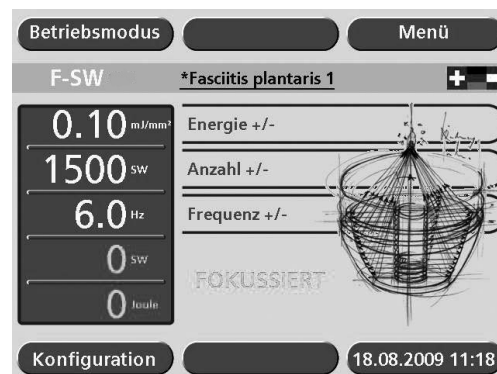 Betriebsmodus Menü
F-SW *Fasciitis plantaris 1
0.10 mJ/mm² Energie +/-
1500 SW Anzahl +/-
6.0 Hz Frequenz +/-
0 SW
FOKUSSIERT
0 Joule
Konfiguration 18.08.2009 11:18